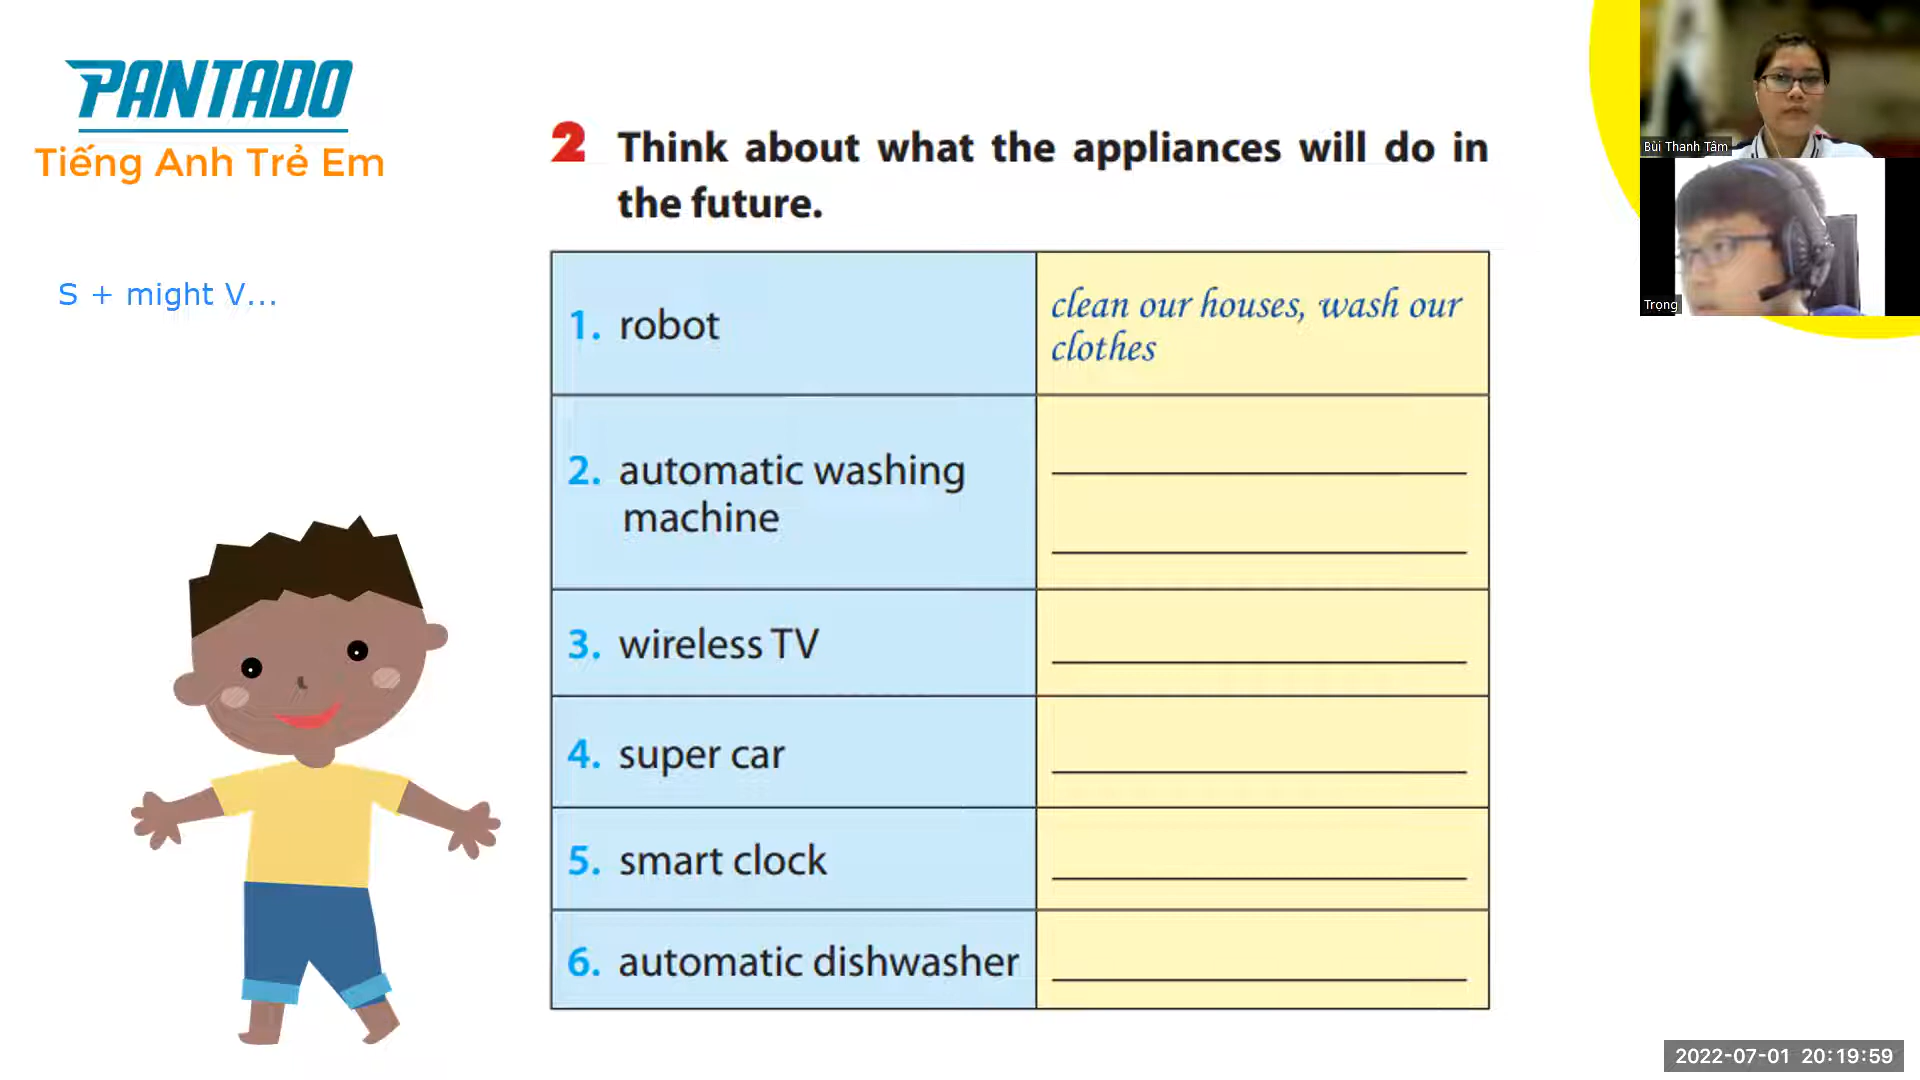 PANTADO
Tiếng Anh Trẻ Em
S + might V...
2 Think about what the appliances will do in
the future.
1. robot
clean our houses, wash our
clothes
2. automatic washing
machine
3. wireless TV
4. super car
5. smart clock
6. automatic dishwasher
Bùi Thanh Tâm
Trọng
2022-07-01 20:19:59